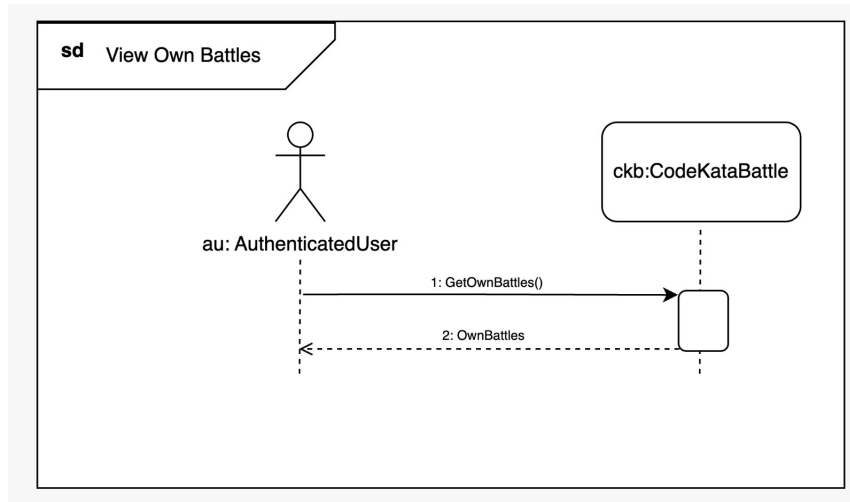 sd View Own Battles
ckb:CodeKataBattle
au: AuthenticatedUser
1: GetOwnBattles()
2: OwnBattles